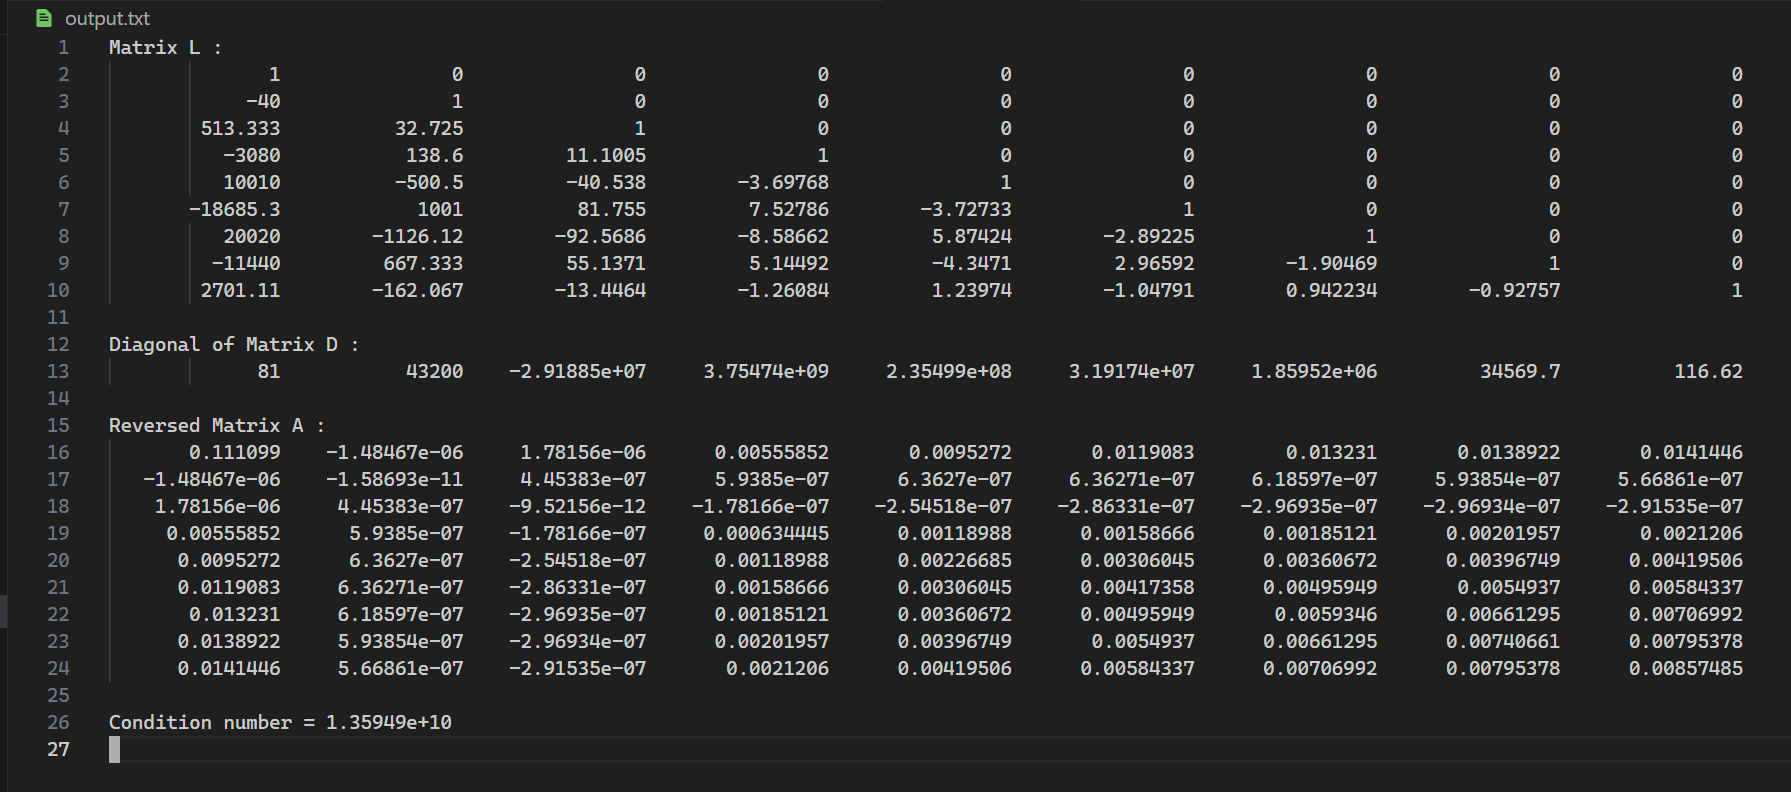 output.txt
1 Matrix L :
2 1 0 0 0 0 0 0 0 0
3 -40 1 0 0 0 0 0 0 0
4 513.333 32.725 1 0 0 0 0 0 0
5 -3080 138.6 11.1005 1 0 0 0 0 0
6 10010 -500.5 -40.538 -3.69768 1 0 0 0 0
7 -18685.3 1001 81.755 7.52786 -3.72733 1 0 0 0
8 20020 -1126.12 -92.5686 -8.58662 5.87424 -2.89225 1 0 0
9 -11440 667.333 55.1371 5.14492 -4.3471 2.96592 -1.90469 1 0
10 2701.11 -162.067 -13.4464 -1.26084 1.23974 -1.04791 0.942234 -0.92757 1
11
12 Diagonal of Matrix D :
13 81 43200 -2.91885e+07 3.75474e+09 2.35499e+08 3.19174e+07 1.85952e+06 34569.7 116.62
14
15 Reversed Matrix A :
16 0.111099 -1.48467e-06 1.78156e-06 0.00555852 0.0095272 0.0119083 0.013231 0.0138922 0.0141446
17 -1.48467e-06 -1.58693e-11 4.45383e-07 5.9385e-07 6.3627e-07 6.36271e-07 6.18597e-07 5.93854e-07 5.66861e-07
18 1.78156e-06 4.45383e-07 -9.52156e-12 -1.78166e-07 -2.54518e-07 -2.86331e-07 -2.96935e-07 -2.96934e-07 -2.91535e-07
19 0.00555852 5.9385e-07 -1.78166e-07 0.000634445 0.00118988 0.00158666 0.00185121 0.00201957 0.0021206
20 0.0095272 6.3627e-07 -2.54518e-07 0.00118988 0.00226685 0.00306045 0.00360672 0.00396749 0.00419506
21 0.0119083 6.36271e-07 -2.86331e-07 0.00158666 0.00306045 0.00417358 0.00495949 0.0054937 0.00584337
22 0.013231 6.18597e-07 -2.96935e-07 0.00185121 0.00360672 0.00495949 0.0059346 0.00661295 0.00706992
23 0.0138922 5.93854e-07 -2.96934e-07 0.00201957 0.00396749 0.0054937 0.00661295 0.00740661 0.00795378
24 0.0141446 5.66861e-07 -2.91535e-07 0.0021206 0.00419506 0.00584337 0.00706992 0.00795378 0.00857485
25
26 Condition number = 1.35949e+10
27